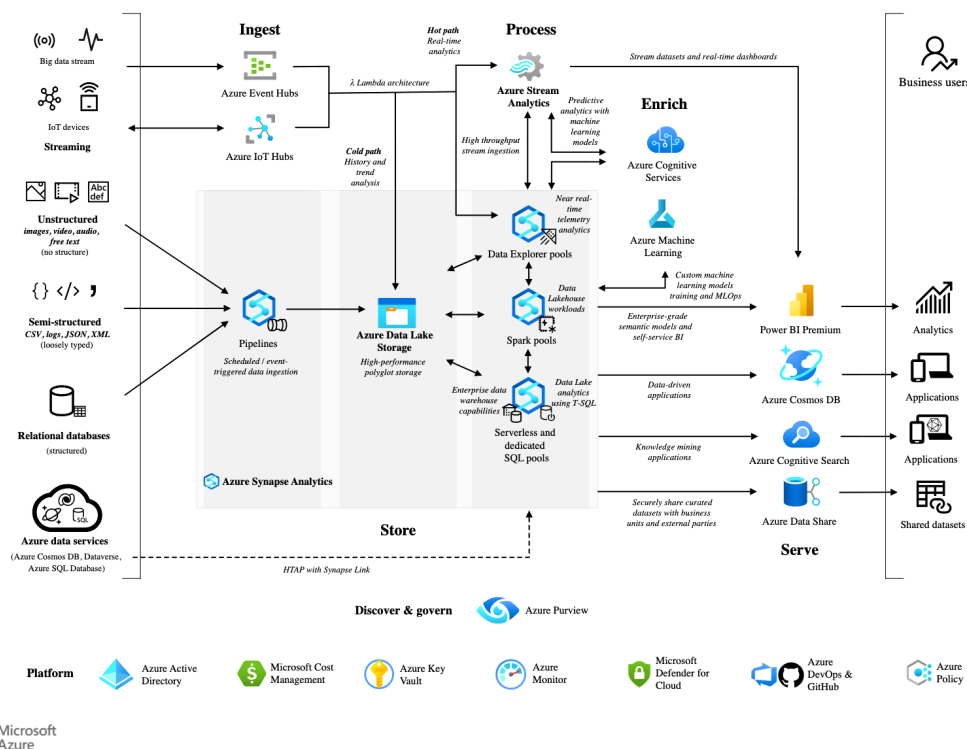 Ingest
Process
Enrich
Store
Serve
Big data stream
IoT devices
Streaming
Abc
def
Unstructured
images, video, audio,
free text
(no structure)
{} </> ,
Semi-structured
CSV, logs, JSON, XML
(loosely typed)
Relational databases
(structured)
SQL
Azure data services
(Azure Cosmos DB, Dataverse,
Azure SQL Database)
Azure Event Hubs
Azure IoT Hubs
λ Lambda architecture
Hot path
Real-time
analytics
Cold path
History and
trend
analysis
Azure Stream
Analytics
Stream datasets and real-time dashboards
High throughput
stream ingestion
Predictive
analytics with
machine
learning
models
Azure Cognitive
Services
Azure Machine
Learning
Near real-
time
telemetry
analytics
Data Explorer pools
Custom machine
learning models
training and MLOps
Pipelines
Scheduled / event-
triggered data ingestion
Azure Data Lake
Storage
High-performance
polyglot storage
Data
Lakehouse
workloads
Spark pools
Enterprise data
warehouse
capabilities
Data Lake
analytics
using T-SQL
Serverless and
dedicated
SQL pools
Azure Synapse Analytics
HTAP with Synapse Link
Enterprise-grade
semantic models and
self-service BI
Data-driven
applications
Knowledge mining
applications
Securely share curated
datasets with business
units and external parties
Power BI Premium
Azure Cosmos DB
Azure Cognitive Search
Azure Data Share
Business users
Analytics
Applications
Applications
Shared datasets
Discover & govern
Azure Purview
Platform
Azure Active
Directory
$
Microsoft Cost
Management
Azure Key
Vault
Azure
Monitor
Microsoft
Defender for
Cloud
Azure
DevOps &
GitHub
Azure
Policy
Microsoft
Azure